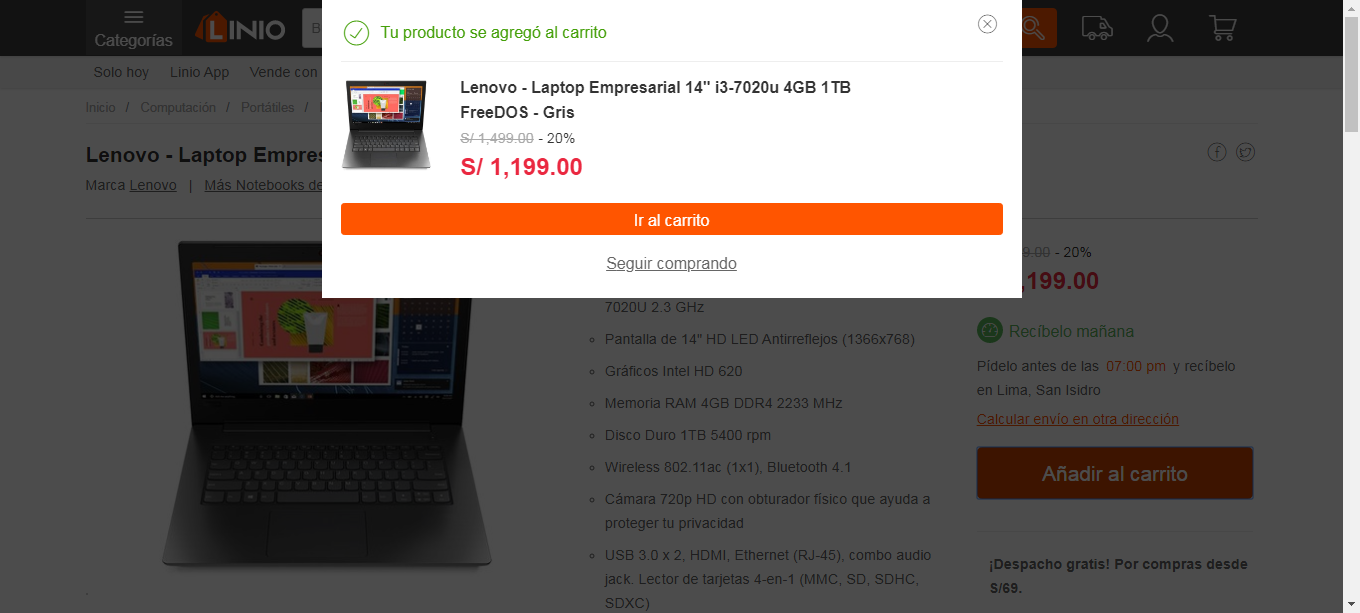 Categorías
LINIO
B
Tu producto se agregó al carrito
Solo hoy
Linio App
Vende con
Inicio / Computación / Portátiles /
Lenovo - Laptop Empresarial 14" i3-7020u 4GB 1TB
FreeDOS - Gris
S/ 1,499.00 - 20%
S/ 1,199.00
Ir al carrito
Seguir comprando
Lenovo - Laptop Empres
Marca Lenovo | Más Notebooks de
9.00 - 20%
,199.00
Recíbelo mañana
Pídelo antes de las 07:00 pm y recíbelo
en Lima, San Isidro
Calcular envío en otra dirección
Añadir al carrito
¡Despacho gratis! Por compras desde
S/69.
7020U 2.3 GHz
Pantalla de 14" HD LED Antirreflejos (1366x768)
Gráficos Intel HD 620
Memoria RAM 4GB DDR4 2233 MHz
Disco Duro 1TB 5400 rpm
Wireless 802.11ac (1x1), Bluetooth 4.1
Cámara 720p HD con obturador físico que ayuda a
proteger tu privacidad
USB 3.0 x 2, HDMI, Ethernet (RJ-45), combo audio
jack. Lector de tarjetas 4-en-1 (MMC, SD, SDHC,
SDXC)